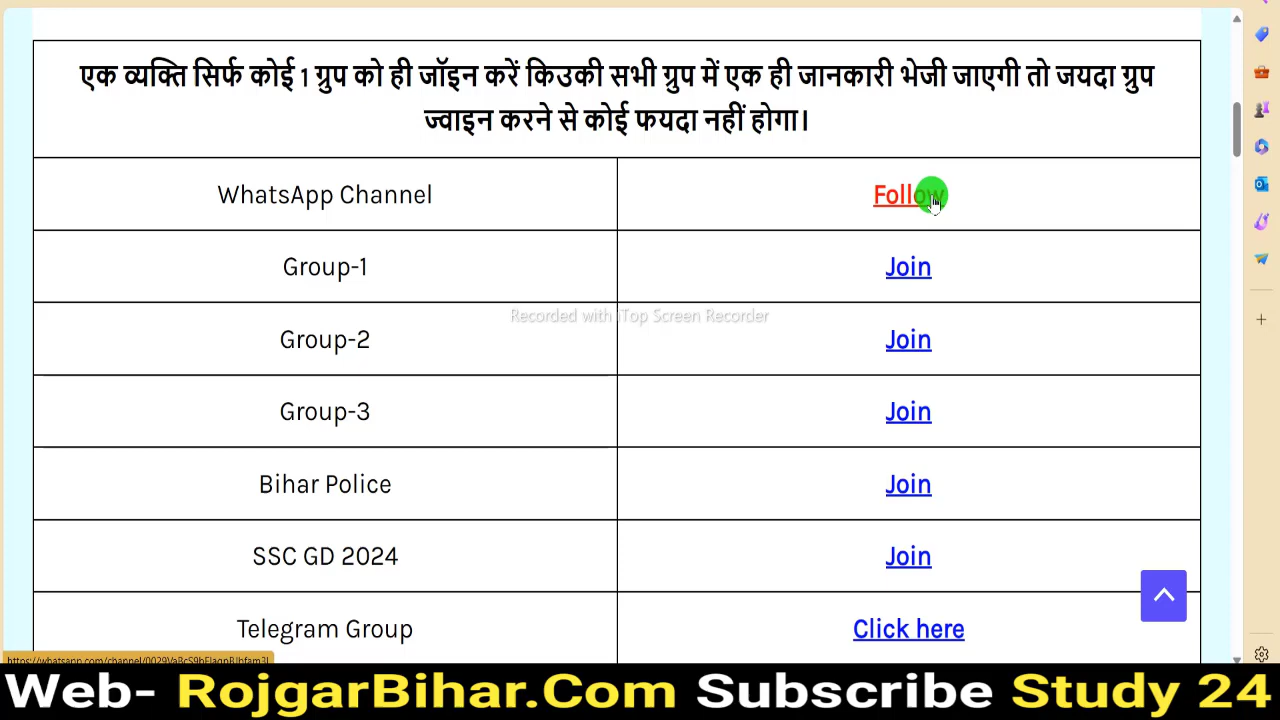 एक व्यक्ति सिर्फ कोई 1 ग्रुप को ही जॉइन करें किउकी सभी ग्रुप में एक ही जानकारी भेजी जाएगी तो जयदा ग्रुप
ज्वाइन करने से कोई फयदा नहीं होगा।
WhatsApp Channel Follow
Group-1 Join
Recorded with iTop Screen Recorder
Group-2 Join
Group-3 Join
Bihar Police Join
SSC GD 2024 Join
Telegram Group Click here
Web- RojgarBihar.Com Subscribe Study 24